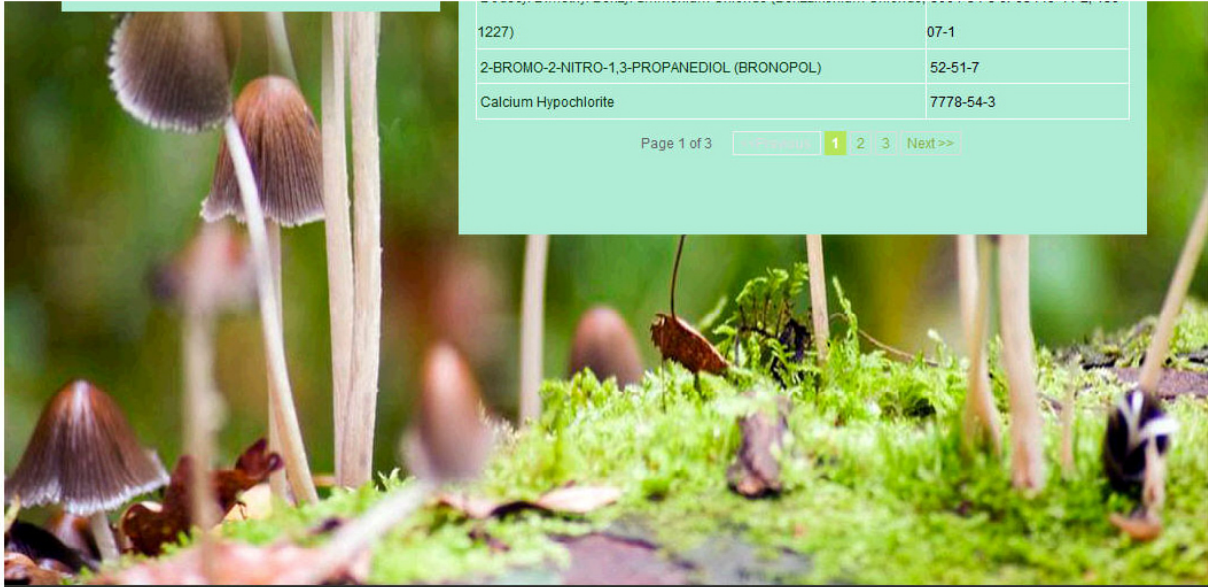 1227)
07-1
2-BROMO-2-NITRO-1,3-PROPANEDIOL (BRONOPOL) 52-51-7
Calcium Hypochlorite 7778-54-3
Page 1 of 3 1 2 3 Next >>